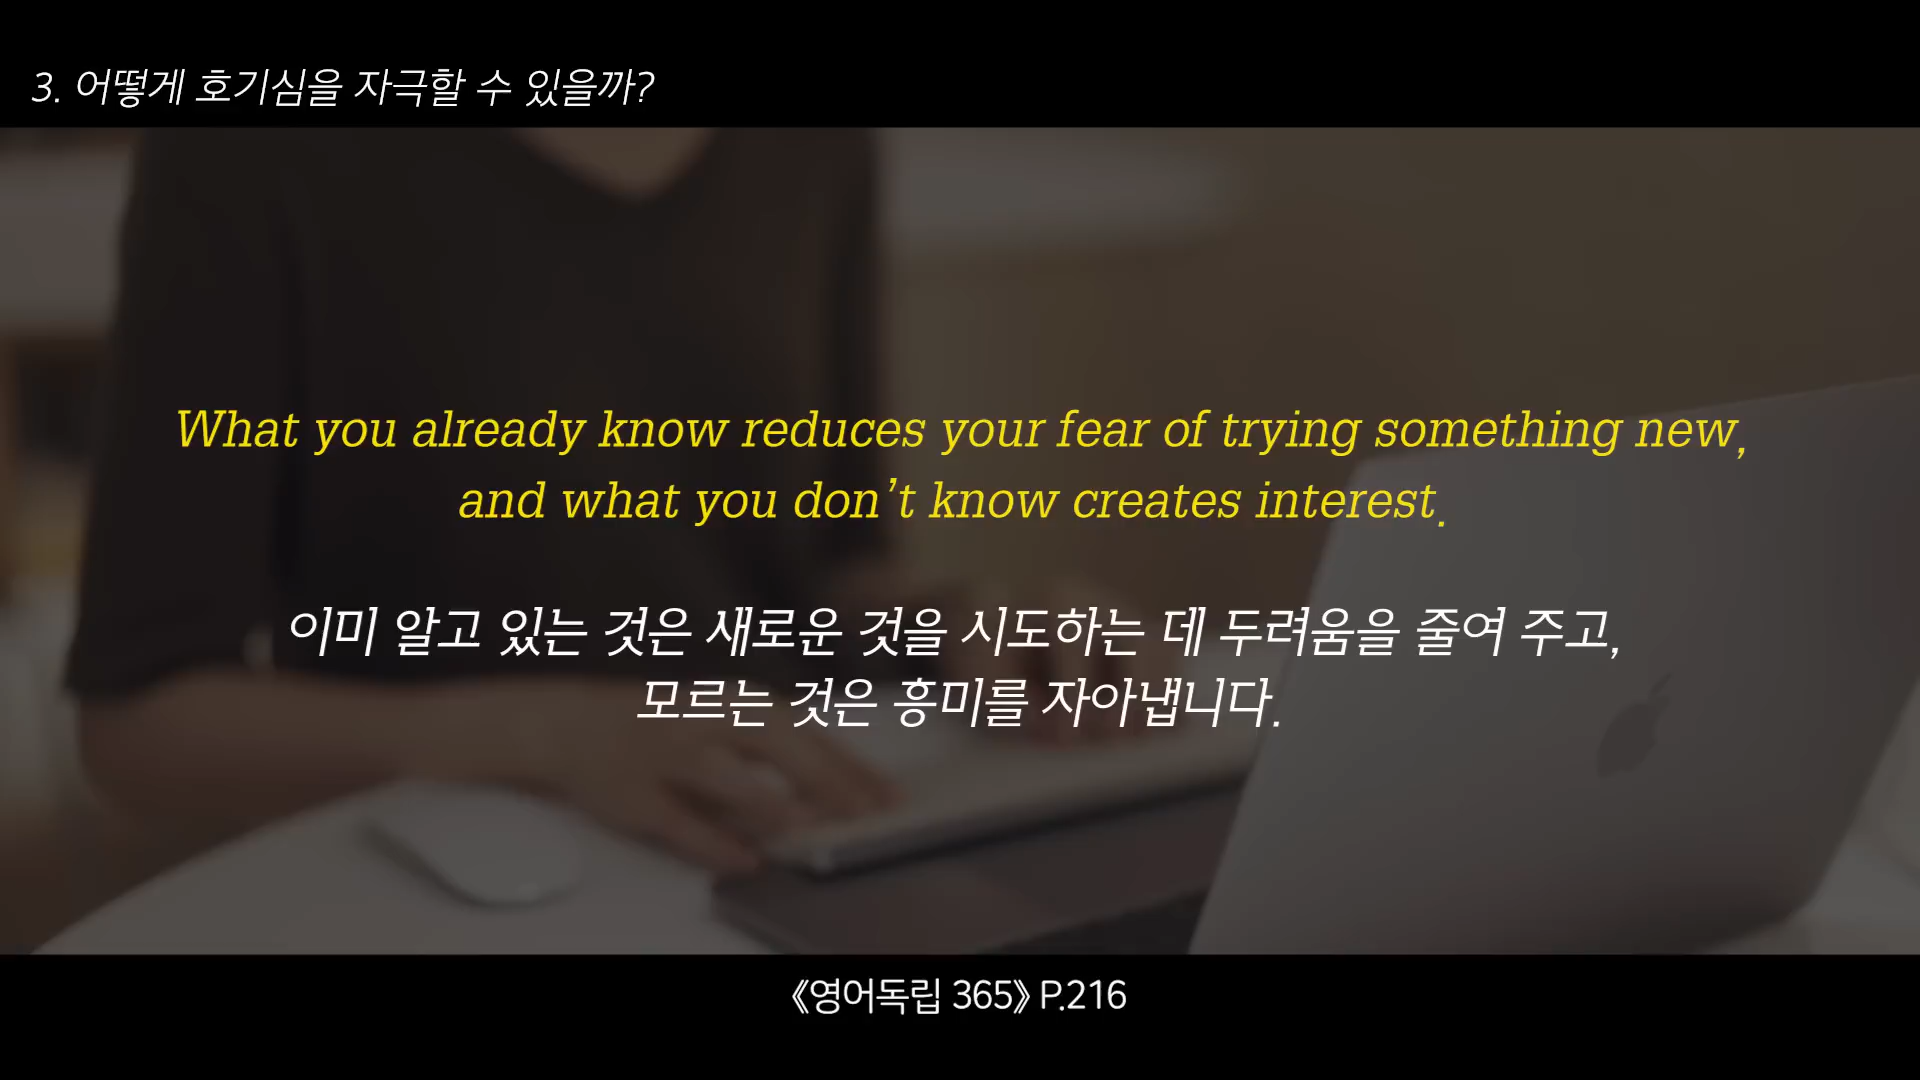 3. 어떻게 호기심을 자극할 수 있을까?
What you already know reduces your fear of trying something new,
and what you don’t know creates interest.
이미 알고 있는 것은 새로운 것을 시도하는 데 두려움을 줄여 주고,
모르는 것은 흥미를 자아냅니다.
《영어독립 365》 P.216